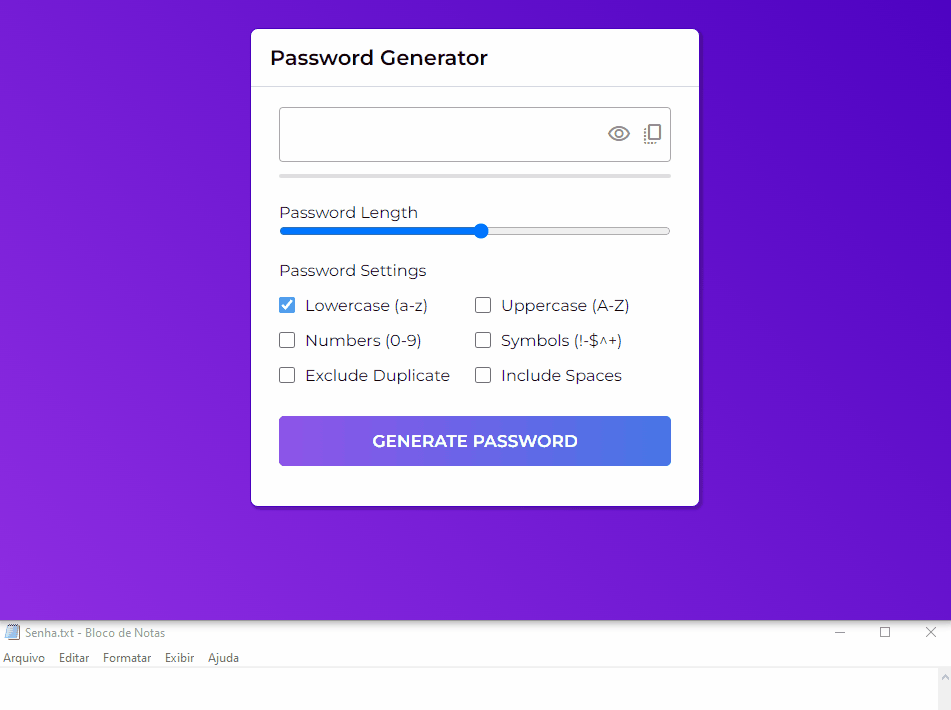 Password Generator
Password Length
Password Settings
Lowercase (a-z) Uppercase (A-Z)
Numbers (0-9) Symbols (!-$^+)
Exclude Duplicate Include Spaces
GENERATE PASSWORD
Senha.txt - Bloco de Notas
Arquivo Editar Formatar Exibir Ajuda